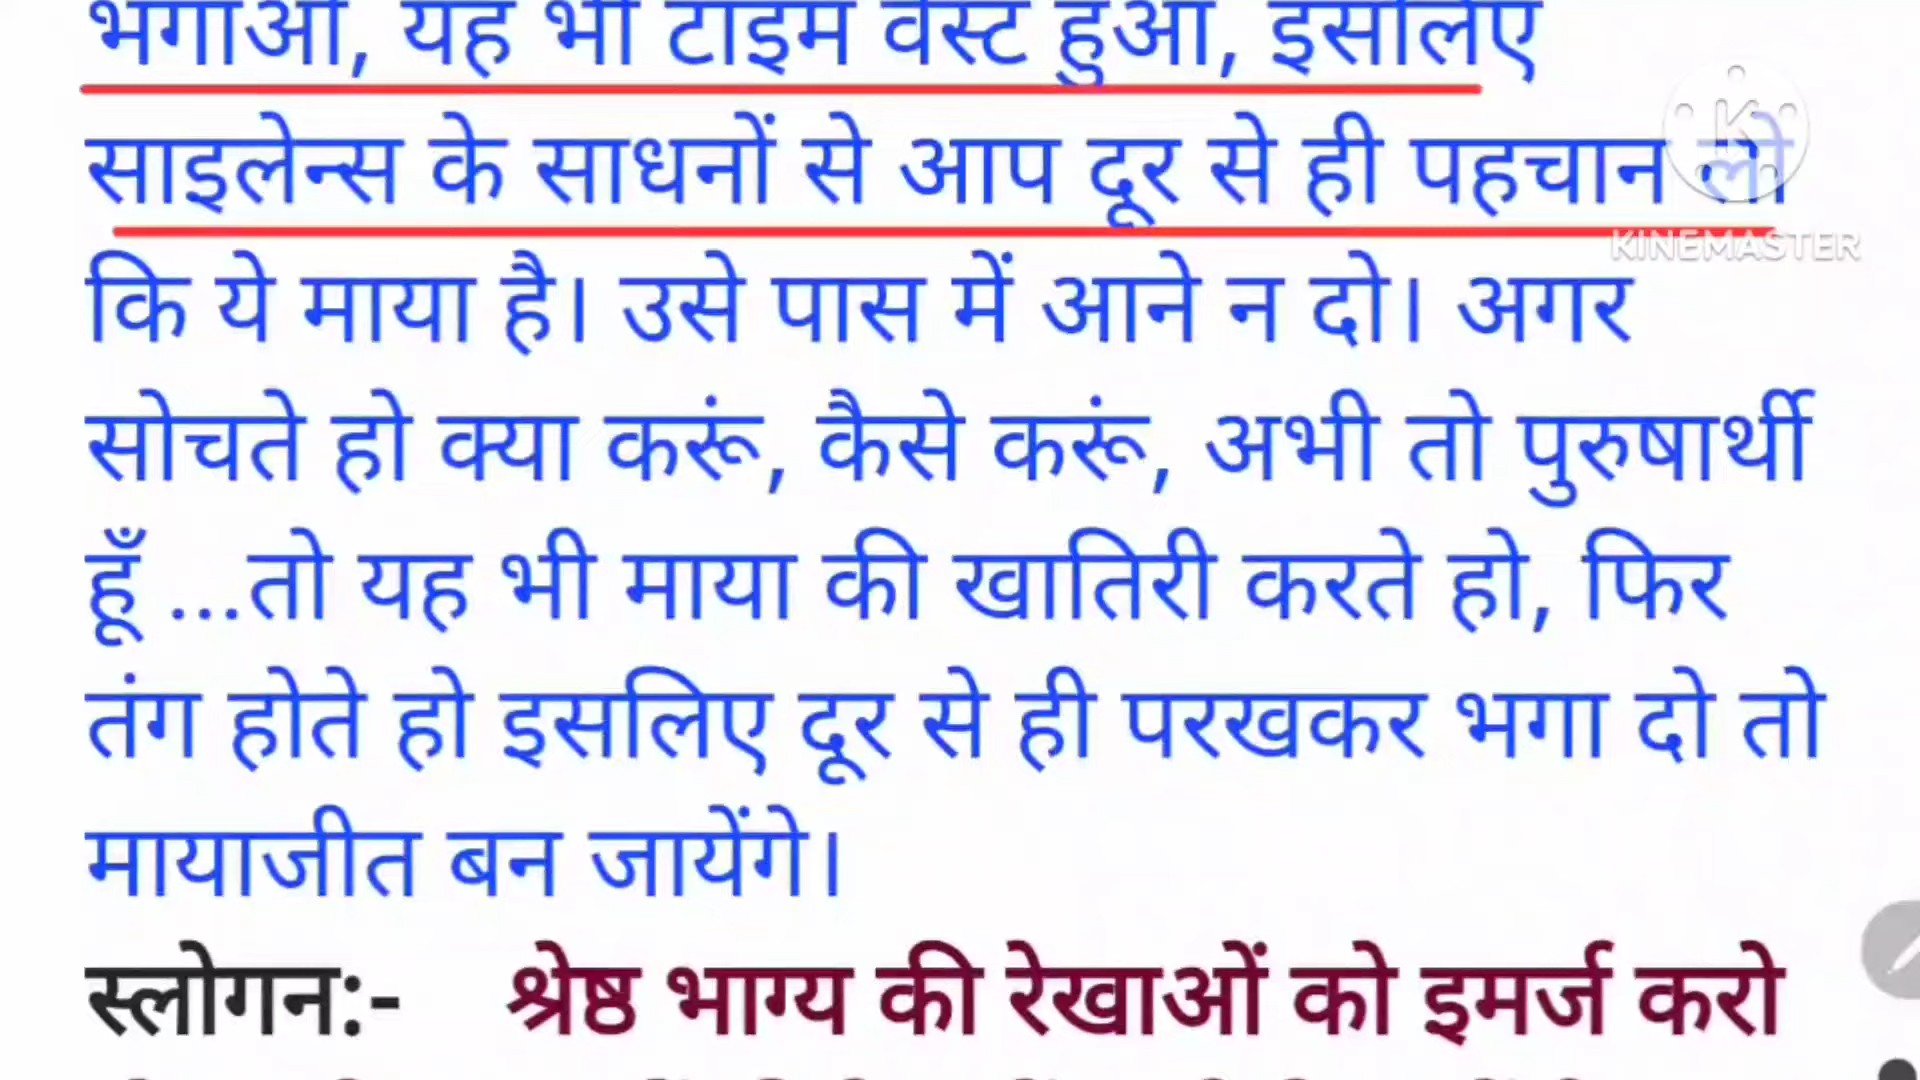 भगाओ, यह भी टाइम वेस्ट हुआ, इसलिए
साइलेन्स के साधनों से आप दूर से ही पहचान लो
KINEMASTER
कि ये माया है। उसे पास में आने न दो। अगर
सोचते हो क्या करूं, कैसे करूं, अभी तो पुरुषार्थी
हूँ ...तो यह भी माया की खातिरी करते हो, फिर
तंग होते हो इसलिए दूर से ही परखकर भगा दो तो
मायाजीत बन जायेंगे।
स्लोगन:- श्रेष्ठ भाग्य की रेखाओं को इमर्ज करो